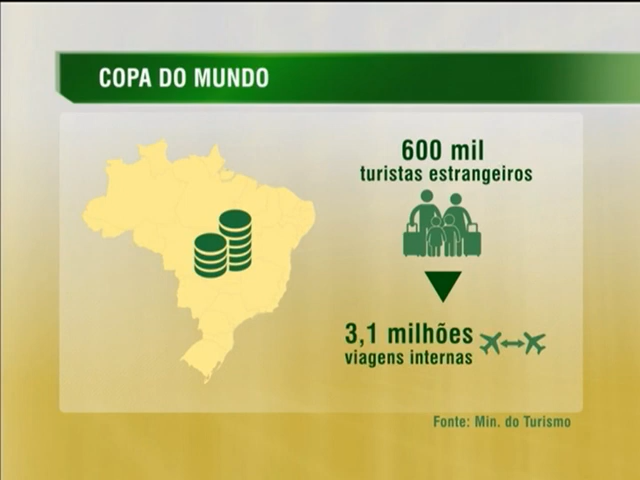 COPA DO MUNDO
600 mil
turistas estrangeiros
3,1 milhões
viagens internas
Fonte: Min. do Turismo